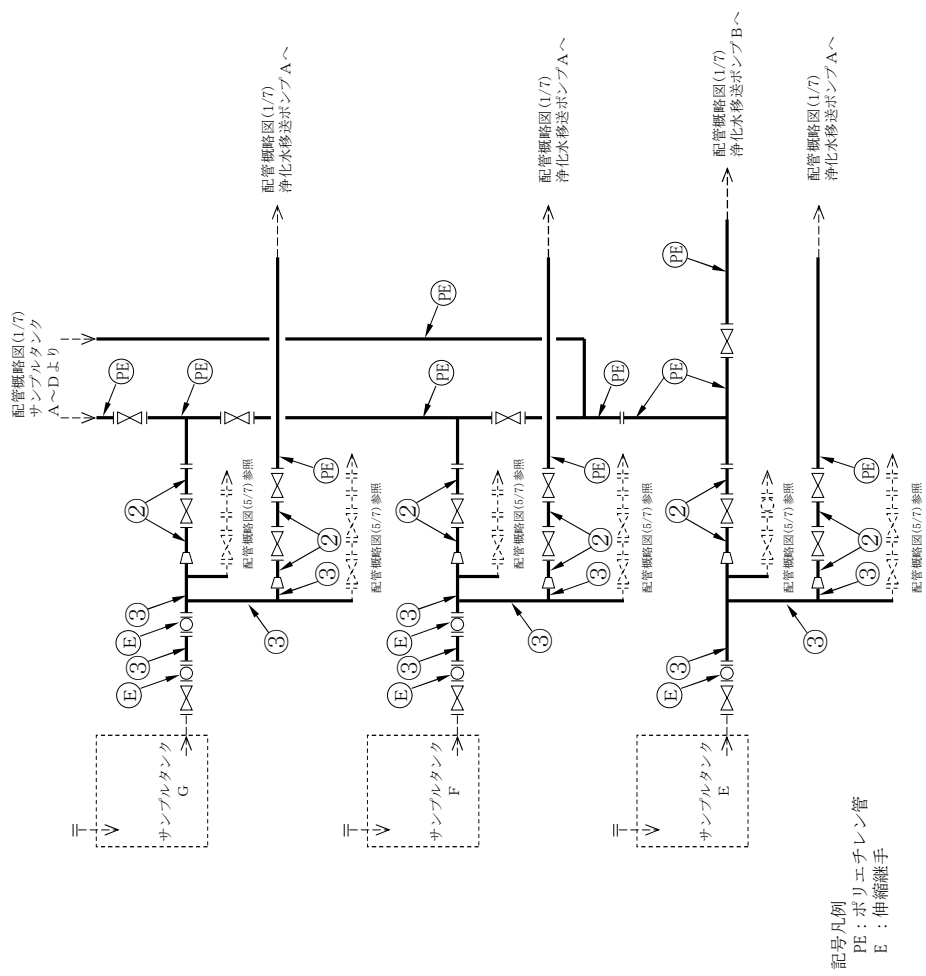 配管概略図(1/7)
サンプルタンク
A～Dより
配管概略図(1/7)
浄化水移送ポンプAへ
配管概略図(1/7)
浄化水移送ポンプAへ
配管概略図(1/7)
浄化水移送ポンプBへ
配管概略図(1/7)
浄化水移送ポンプAへ
PE
PE
PE
PE
PE
PE
PE
PE
PE
PE
②
配管概略図(5/7)参照
②
③
配管概略図(5/7)参照
③
③
③
E
E
サンプルタンク
G
②
配管概略図(5/7)参照
②
③
配管概略図(5/7)参照
③
③
③
E
E
サンプルタンク
F
②
配管概略図(5/7)参照
②
③
配管概略図(5/7)参照
③
③
E
サンプルタンク
E
記号凡例
PE：ポリエチレン管
E ：伸縮継手